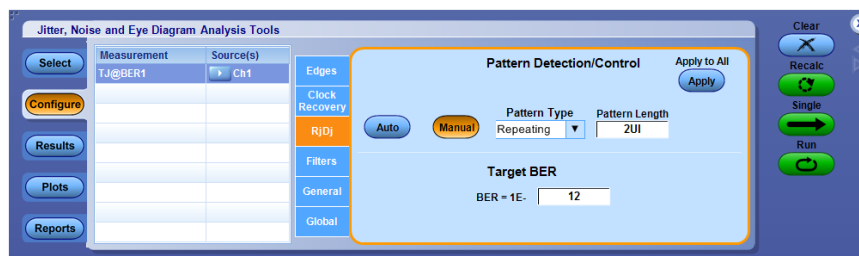 Jitter, Noise and Eye Diagram Analysis Tools
Clear
Select
Measurement
Source(s)
TJ@BER1
Ch1
Edges
Pattern Detection/Control
Apply to All
Apply
Recalc
Configure
Clock
Recovery
Pattern Type
Pattern Length
Single
RjDj
Auto
Manual
Repeating
2UI
Results
Run
Filters
Target BER
Plots
General
BER = 1E-
12
Reports
Global